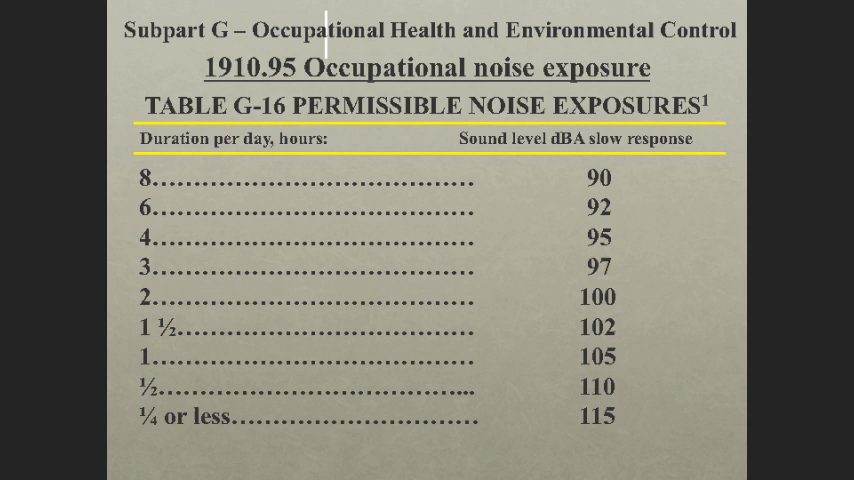 Subpart G – Occupational Health and Environmental Control
1910.95 Occupational noise exposure
TABLE G-16 PERMISSIBLE NOISE EXPOSURES¹
Duration per day, hours: Sound level dBA slow response
8………………………………… 90
6………………………………… 92
4………………………………… 95
3………………………………… 97
2………………………………… 100
1 ½……………………………… 102
1………………………………… 105
½……………………………….... 110
¼ or less………………………… 115